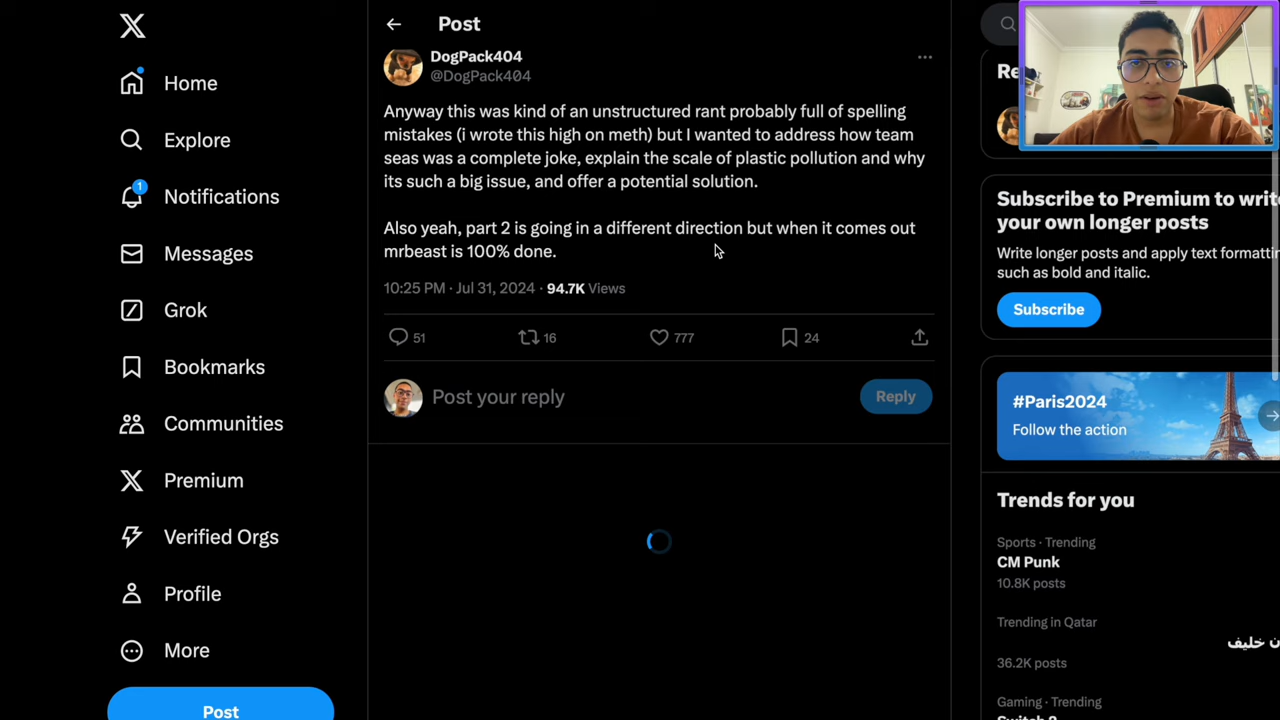 Post
Home
Explore
1
Notifications
Messages
Grok
Bookmarks
Communities
Premium
Verified Orgs
Profile
More
Post
DogPack404
@DogPack404
Anyway this was kind of an unstructured rant probably full of spelling
mistakes (i wrote this high on meth) but I wanted to address how team
seas was a complete joke, explain the scale of plastic pollution and why
its such a big issue, and offer a potential solution.
Also yeah, part 2 is going in a different direction but when it comes out
mrbeast is 100% done.
10:25 PM · Jul 31, 2024 · 94.7K Views
51
16
777
24
Post your reply
Reply
Re
Subscribe to Premium to write
your own longer posts
Write longer posts and apply text formatting
such as bold and italic.
Subscribe
#Paris2024
Follow the action
Trends for you
Sports · Trending
CM Punk
10.8K posts
Trending in Qatar
ن خليف
36.2K posts
Gaming · Trending
Switch 2